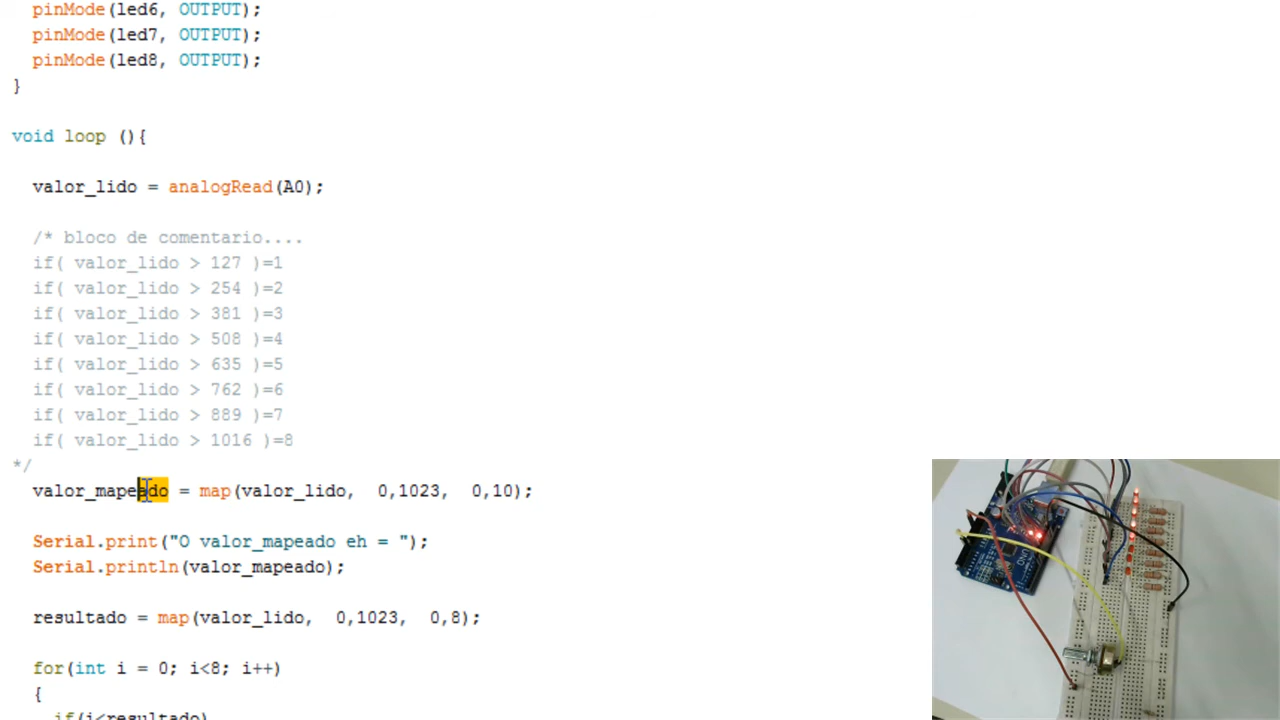 pinMode(led6, OUTPUT);
pinMode(led7, OUTPUT);
pinMode(led8, OUTPUT);
}
void loop (){
valor_lido = analogRead(A0);
/* bloco de comentario....
if( valor_lido > 127 )=1
if( valor_lido > 254 )=2
if( valor_lido > 381 )=3
if( valor_lido > 508 )=4
if( valor_lido > 635 )=5
if( valor_lido > 762 )=6
if( valor_lido > 889 )=7
if( valor_lido > 1016 )=8
*/
valor_mapeado = map(valor_lido, 0,1023, 0,10);
Serial.print("O valor_mapeado eh = ");
Serial.println(valor_mapeado);
resultado = map(valor_lido, 0,1023, 0,8);
for(int i = 0; i<8; i++)
{
if(i<resultado)
UNO